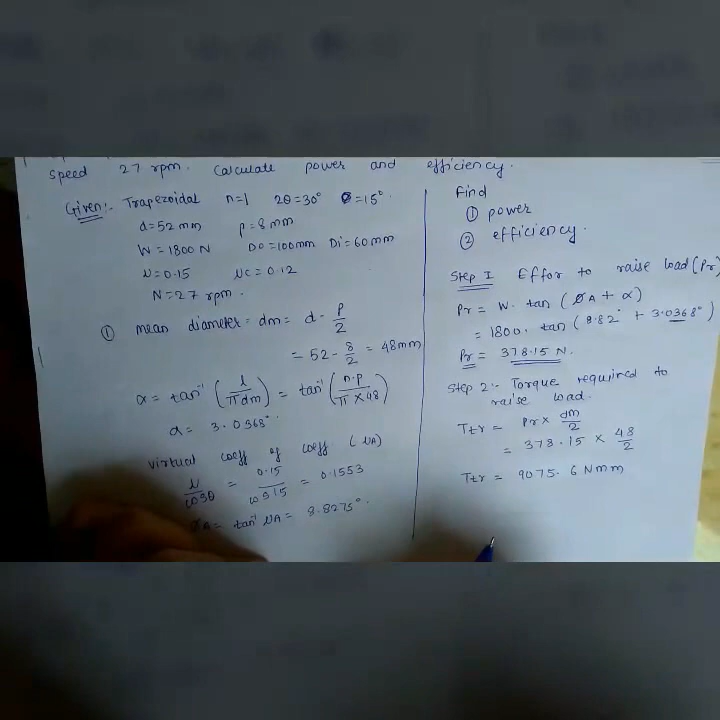 speed 27 rpm. Calculate power and efficiency.
Given:- Trapezoidal n=1 2θ=30° θ=15°
d=52 mm p=8mm
W=1800 N Do=100mm Di=60mm
μ=0.15 μc=0.12
N=27 rpm.
① mean diameter = dm = d - p/2
= 52 - 8/2 = 48mm
α = tan⁻¹ (l/πdm) = tan⁻¹ (n.p/π×48)
α = 3.0368°.
virtual coeff of coeff (μA)
μ/cosθ = 0.15/cos15 = 0.1553
ØA = tan⁻¹ μA = 8.8275°.
Find
① power
② efficiency.
Step I Effor to raise load (Pr)
Pr = W. tan (ØA + α)
= 1800. tan (8.82° + 3.0368°)
Pr = 378.15 N.
Step 2:- Torque required to
raise load.
Ttr = Pr × dm/2
= 378.15 × 48/2
Ttr = 9075.6 Nmm